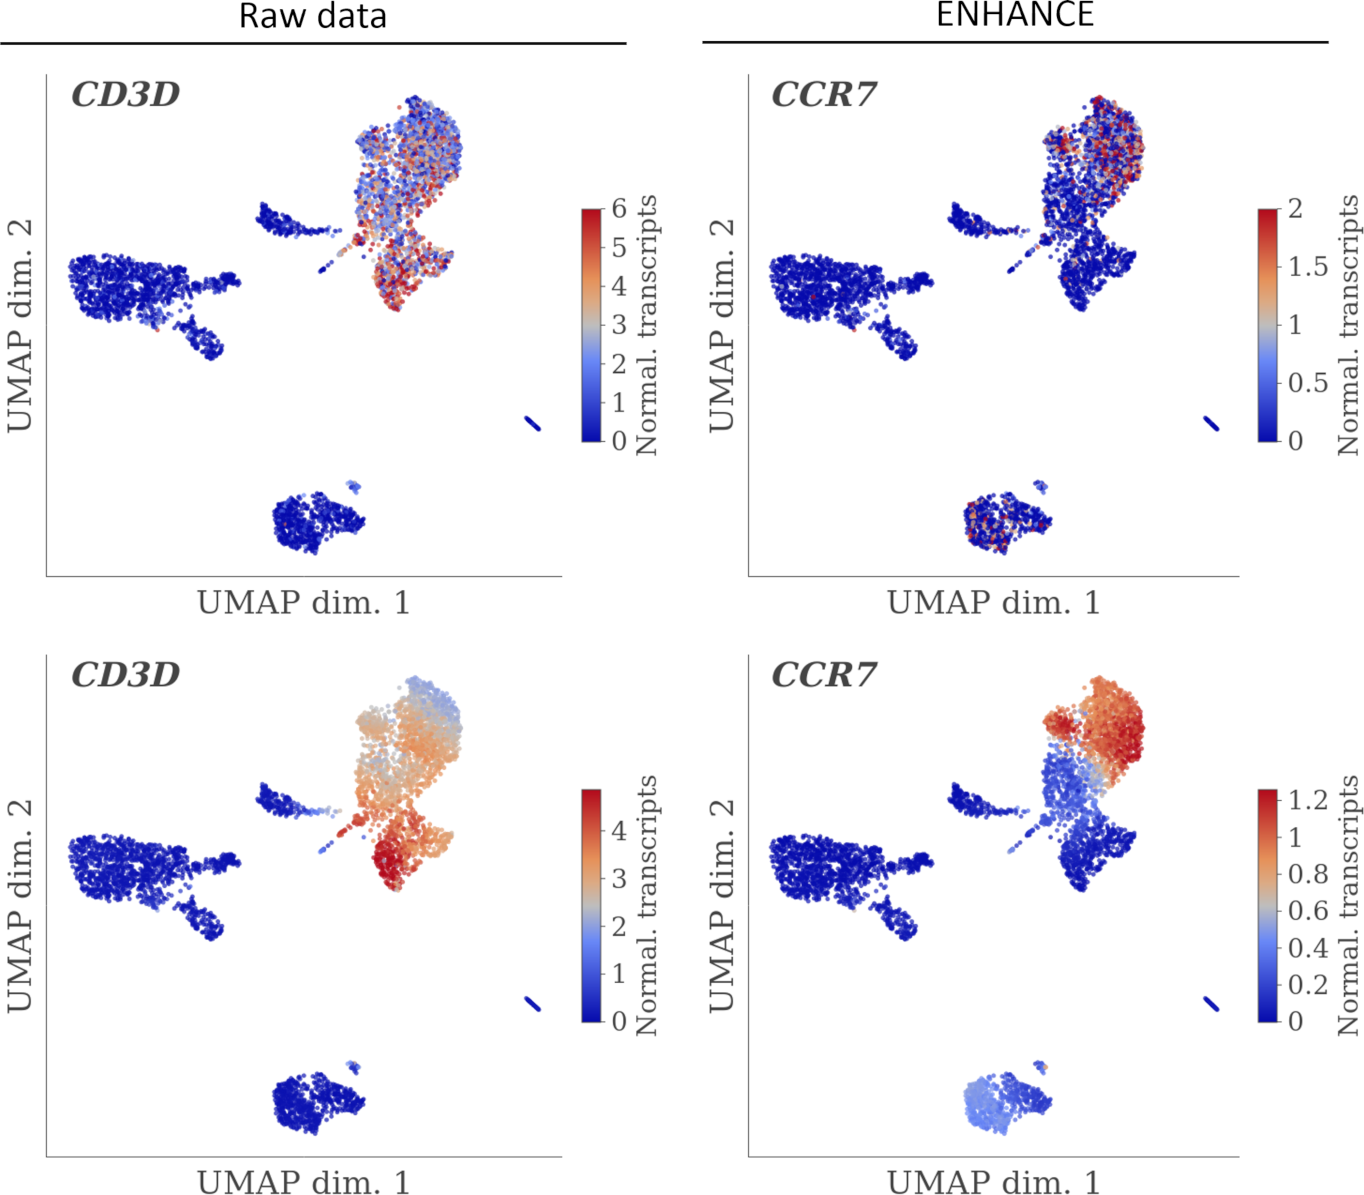 Raw data
ENHANCE
CD3D
UMAP dim. 2
UMAP dim. 1
6
5
4
3
2
1
0
Normal. transcripts
CCR7
UMAP dim. 2
UMAP dim. 1
2
1.5
1
0.5
0
Normal. transcripts
CD3D
UMAP dim. 2
UMAP dim. 1
4
3
2
1
0
Normal. transcripts
CCR7
UMAP dim. 2
UMAP dim. 1
1.2
1
0.8
0.6
0.4
0.2
0
Normal. transcripts